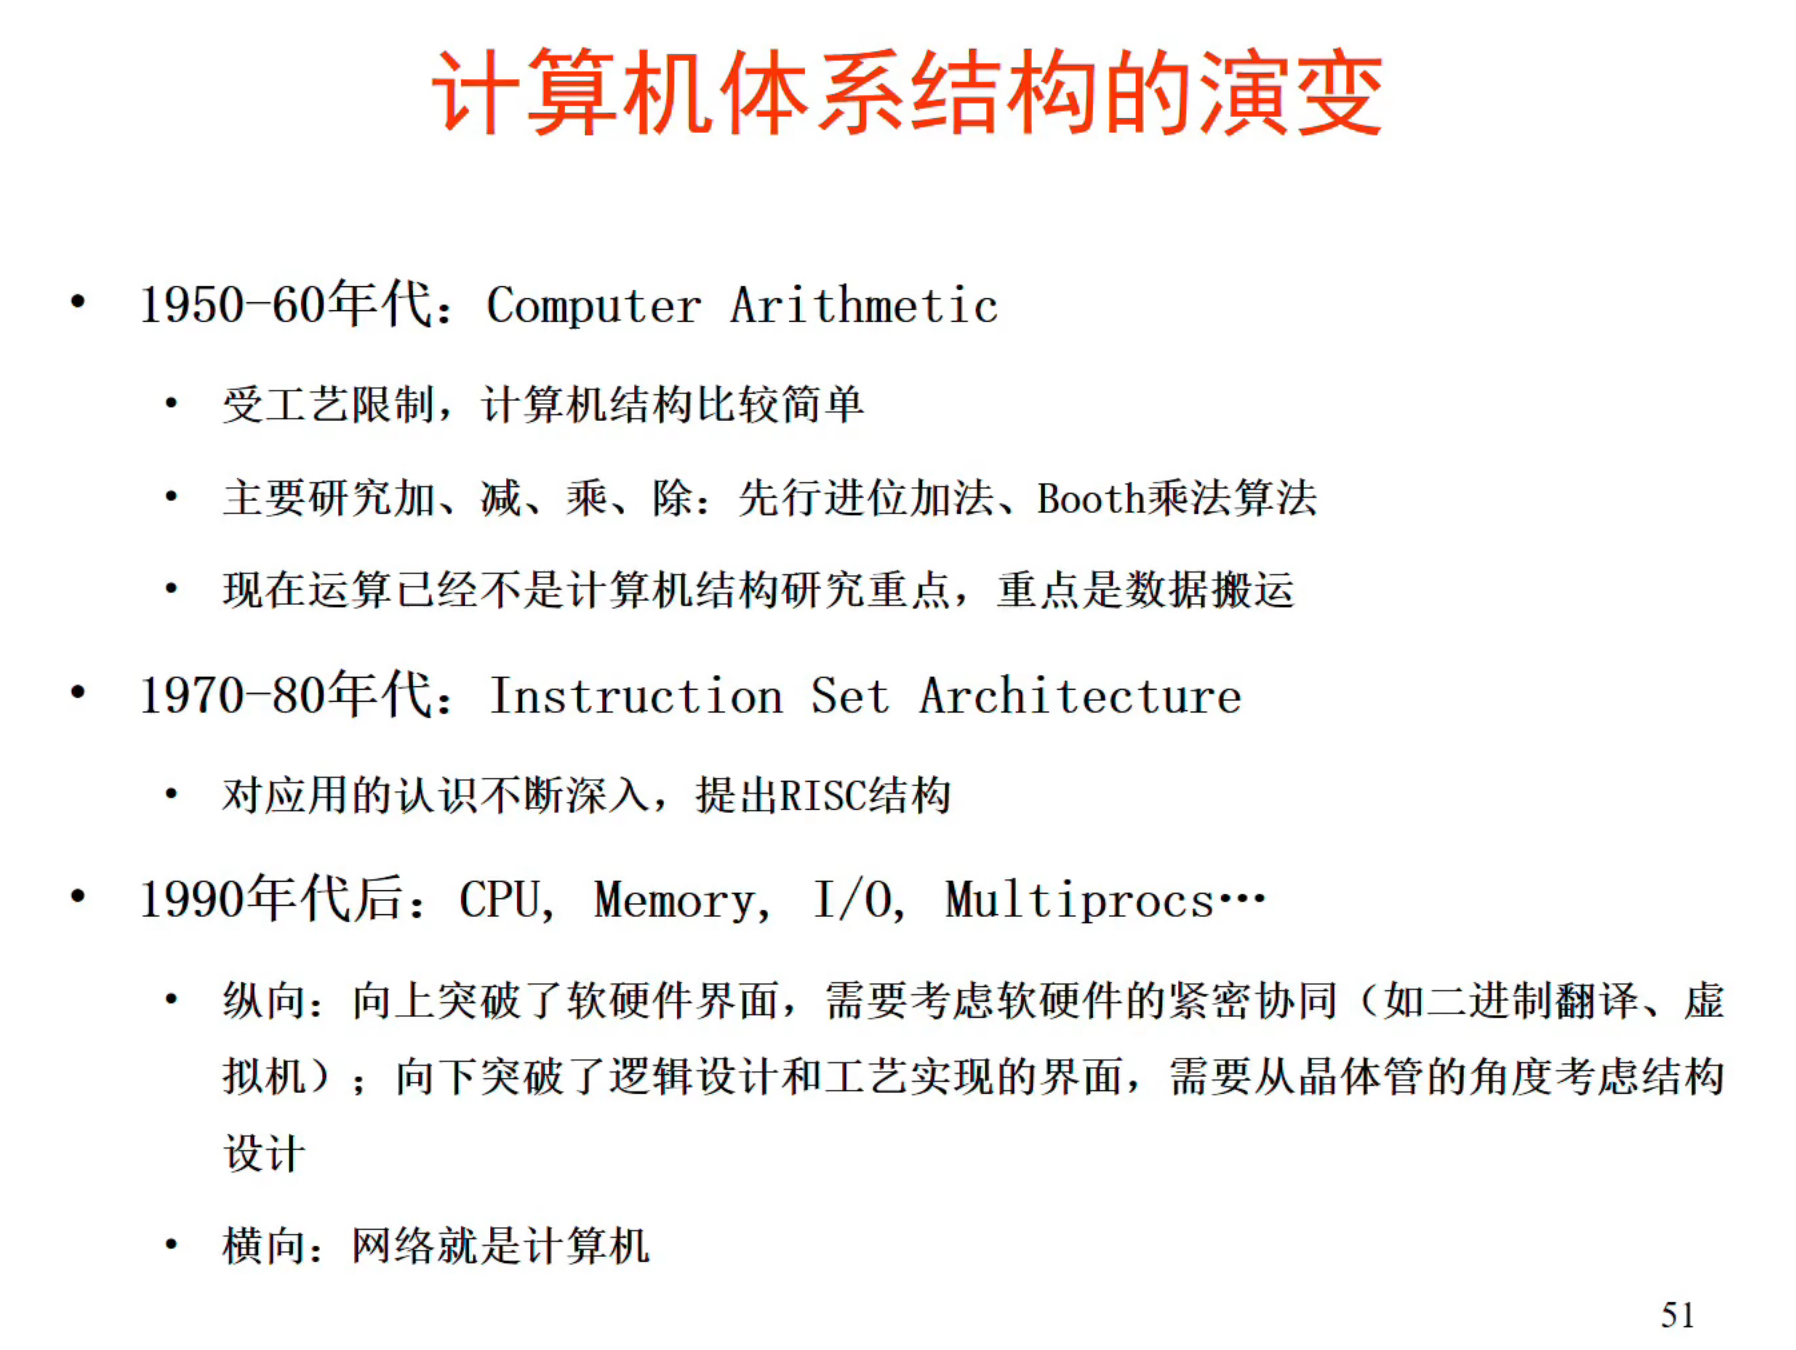 计算机体系结构的演变
• 1950-60年代：Computer Arithmetic
• 受工艺限制，计算机结构比较简单
• 主要研究加、减、乘、除：先行进位加法、Booth乘法算法
• 现在运算已经不是计算机结构研究重点，重点是数据搬运
• 1970-80年代：Instruction Set Architecture
• 对应用的认识不断深入，提出RISC结构
• 1990年代后：CPU, Memory, I/O, Multiprocs…
• 纵向：向上突破了软硬件界面，需要考虑软硬件的紧密协同（如二进制翻译、虚
拟机）；向下突破了逻辑设计和工艺实现的界面，需要从晶体管的角度考虑结构
设计
• 横向：网络就是计算机
51